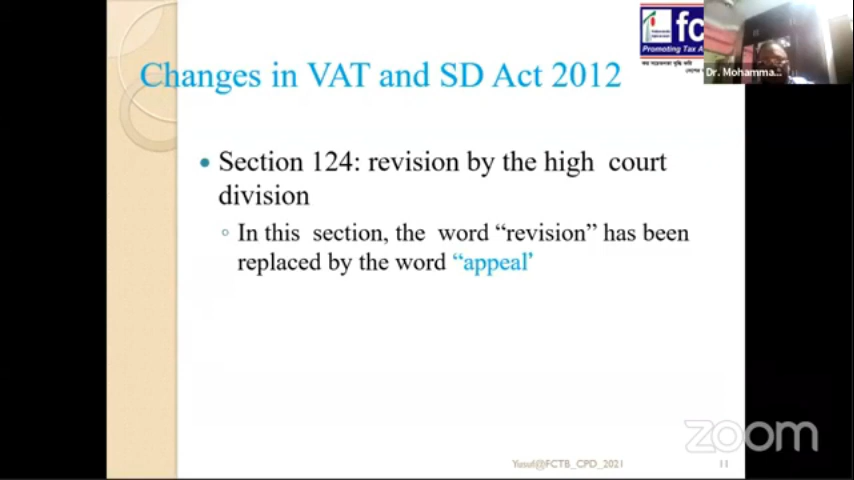 fc
Promoting Tax A
Dr. Mohamma...
Changes in VAT and SD Act 2012
• Section 124: revision by the high court
division
◦ In this section, the word “revision” has been
replaced by the word “appeal’
zoom
Yusuf@FCTB_CPD_2021
11